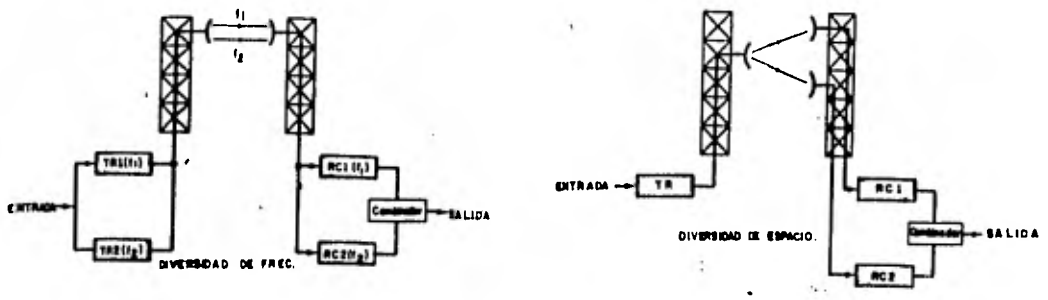 f1
f2
TR1(f1)
RC1(f1)
ENTRADA
Combinador
SALIDA
TR2(f2)
RC2(f2)
DIVERSIDAD DE FREC.
ENTRADA
TR
RC1
DIVERSIDAD DE ESPACIO.
Combinador
SALIDA
RC2